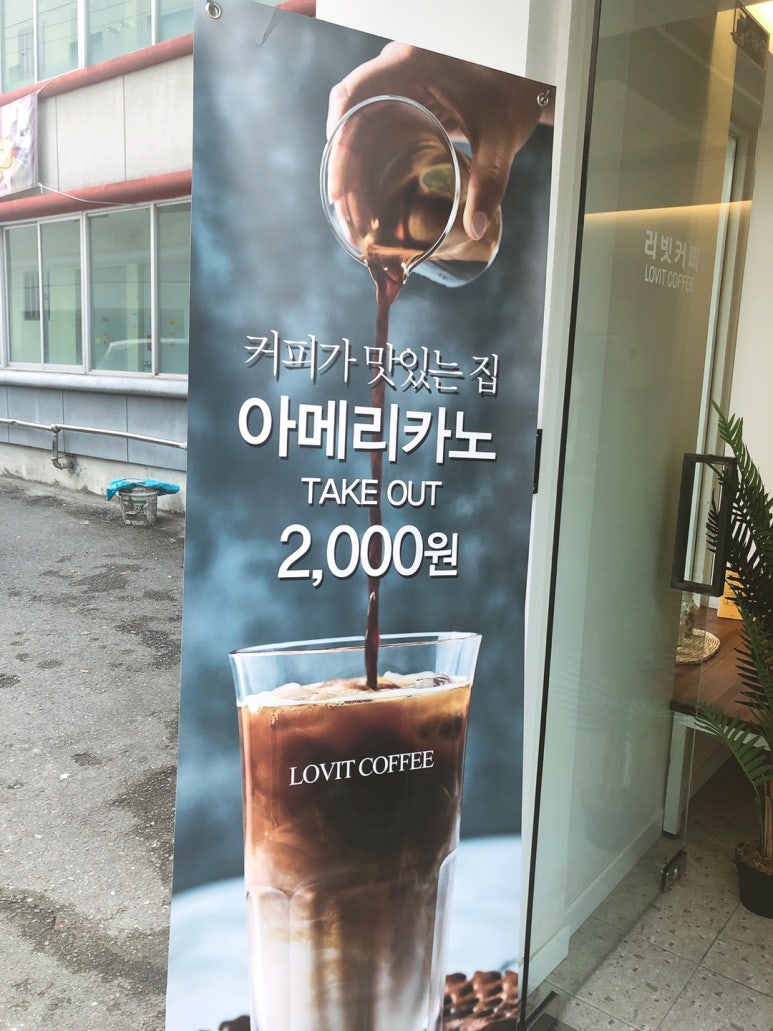 커피가 맛있는 집
아메리카노
TAKE OUT
2,000원
LOVIT COFFEE
러빗커피
LOVIT COFFEE